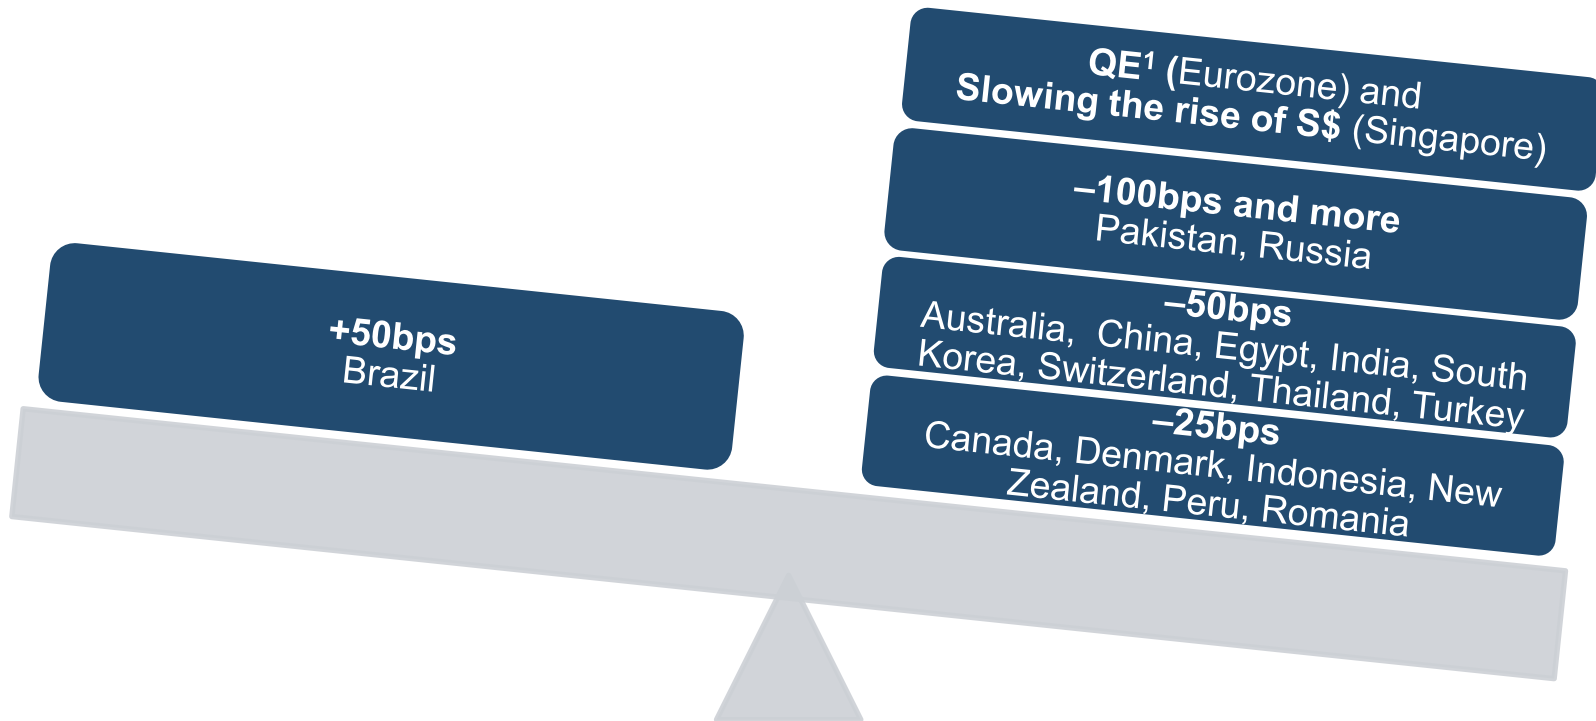 +50bps
Brazil
QE¹ (Eurozone) and
Slowing the rise of S$ (Singapore)
–100bps and more
Pakistan, Russia
–50bps
Australia,  China, Egypt, India, South
Korea, Switzerland, Thailand, Turkey
–25bps
Canada, Denmark, Indonesia, New
Zealand, Peru, Romania